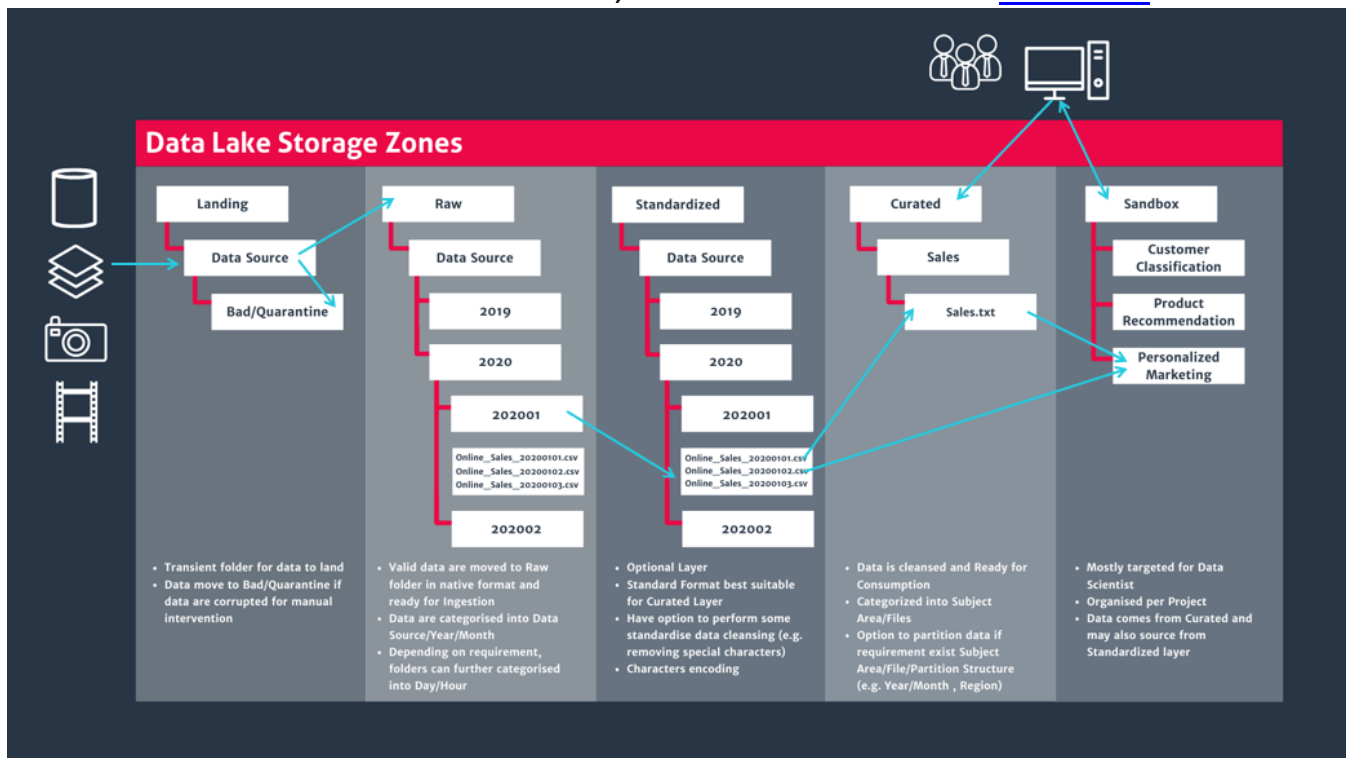 Data Lake Storage Zones
Landing
Data Source
Bad/Quarantine
• Transient folder for data to land
• Data move to Bad/Quarantine if
data are corrupted for manual
intervention
Raw
Data Source
2019
2020
202001
Online_Sales_20200101.csv
Online_Sales_20200102.csv
Online_Sales_20200103.csv
202002
• Valid data are moved to Raw
folder in native format and
ready for Ingestion
• Data are categorised into Data
Source/Year/Month
• Depending on requirement,
folders can further categorised
into Day/Hour
Standardized
Data Source
2019
2020
202001
Online_Sales_20200101.csv
Online_Sales_20200102.csv
Online_Sales_20200103.csv
202002
• Optional Layer
• Standard Format best suitable
for Curated Layer
• Have option to perform some
standardise data cleansing (e.g.
removing special characters)
• Characters encoding
Curated
Sales
Sales.txt
• Data is cleansed and Ready for
Consumption
• Categorized into Subject
Area/Files
• Option to partition data if
requirement exist Subject
Area/File/Partition Structure
(e.g. Year/Month , Region)
Sandbox
Customer
Classification
Product
Recommendation
Personalized
Marketing
• Mostly targeted for Data
Scientist
• Organised per Project
• Data comes from Curated and
may also source from
Standardized layer